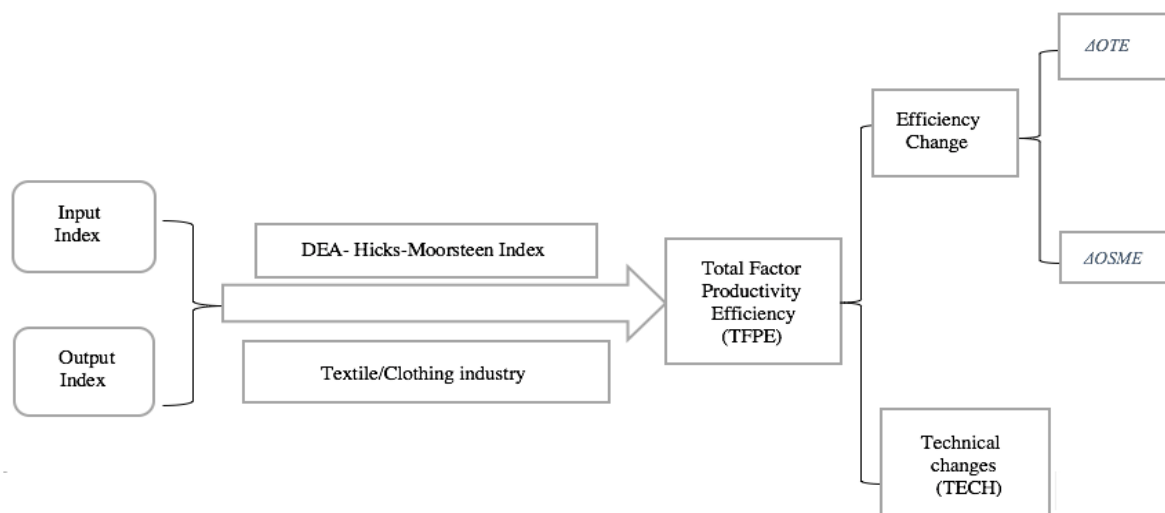 Input
Index
Output
Index
DEA- Hicks-Moorsteen Index
Textile/Clothing industry
Total Factor
Productivity
Efficiency
(TFPE)
Efficiency
Change
Technical
changes
(TECH)
ΔOTE
ΔOSME